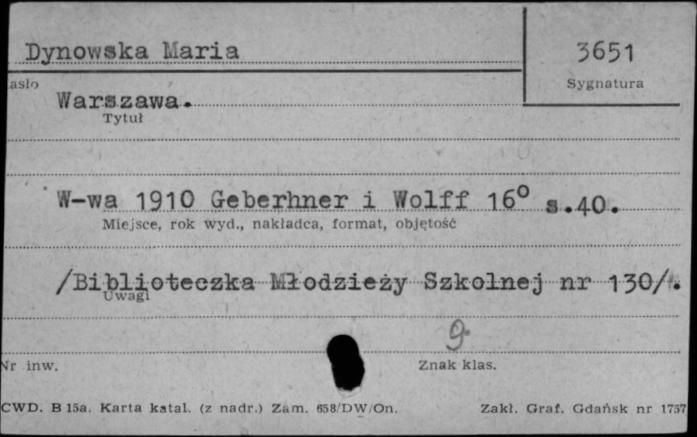 Dynowska Maria
3651
asło
Sygnatura
Warszawa.
Tytuł
W-wa 1910 Geberhner i Wolff 16° s.40.
Miejsce, rok wyd., nakładca, format, objętość
/Biblioteczka Młodzieży Szkolnej nr 130/.
Uwagi
9.
Nr inw.
Znak klas.
CWD. B 15a. Karta katal. (z nadr.) Zam. 658/DW/On.
Zakł. Graf. Gdańsk nr 1757